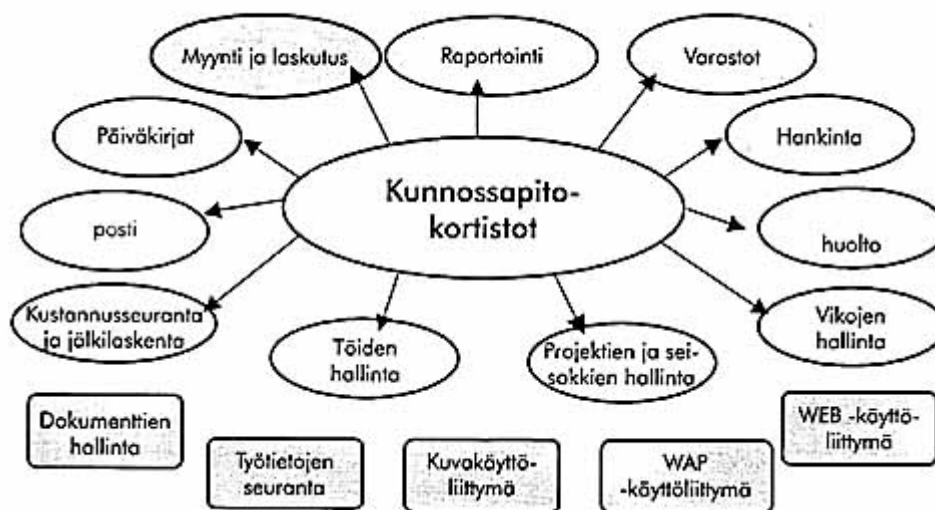 Myynti ja laskutus
Raportointi
Varastot
Päiväkirjat
Hankinta
Kunnossapito-
kortistot
posti
huolto
Kustannusseuranta
ja jälkilaskenta
Töiden
hallinta
Projektien ja sei-
sokkien hallinta
Vikojen
hallinta
Dokumenttien
hallinta
Työtietojen
seuranta
Kuvakäyttö-
liittymä
WAP
-käyttöliittymä
WEB -käyttö-
liittymä